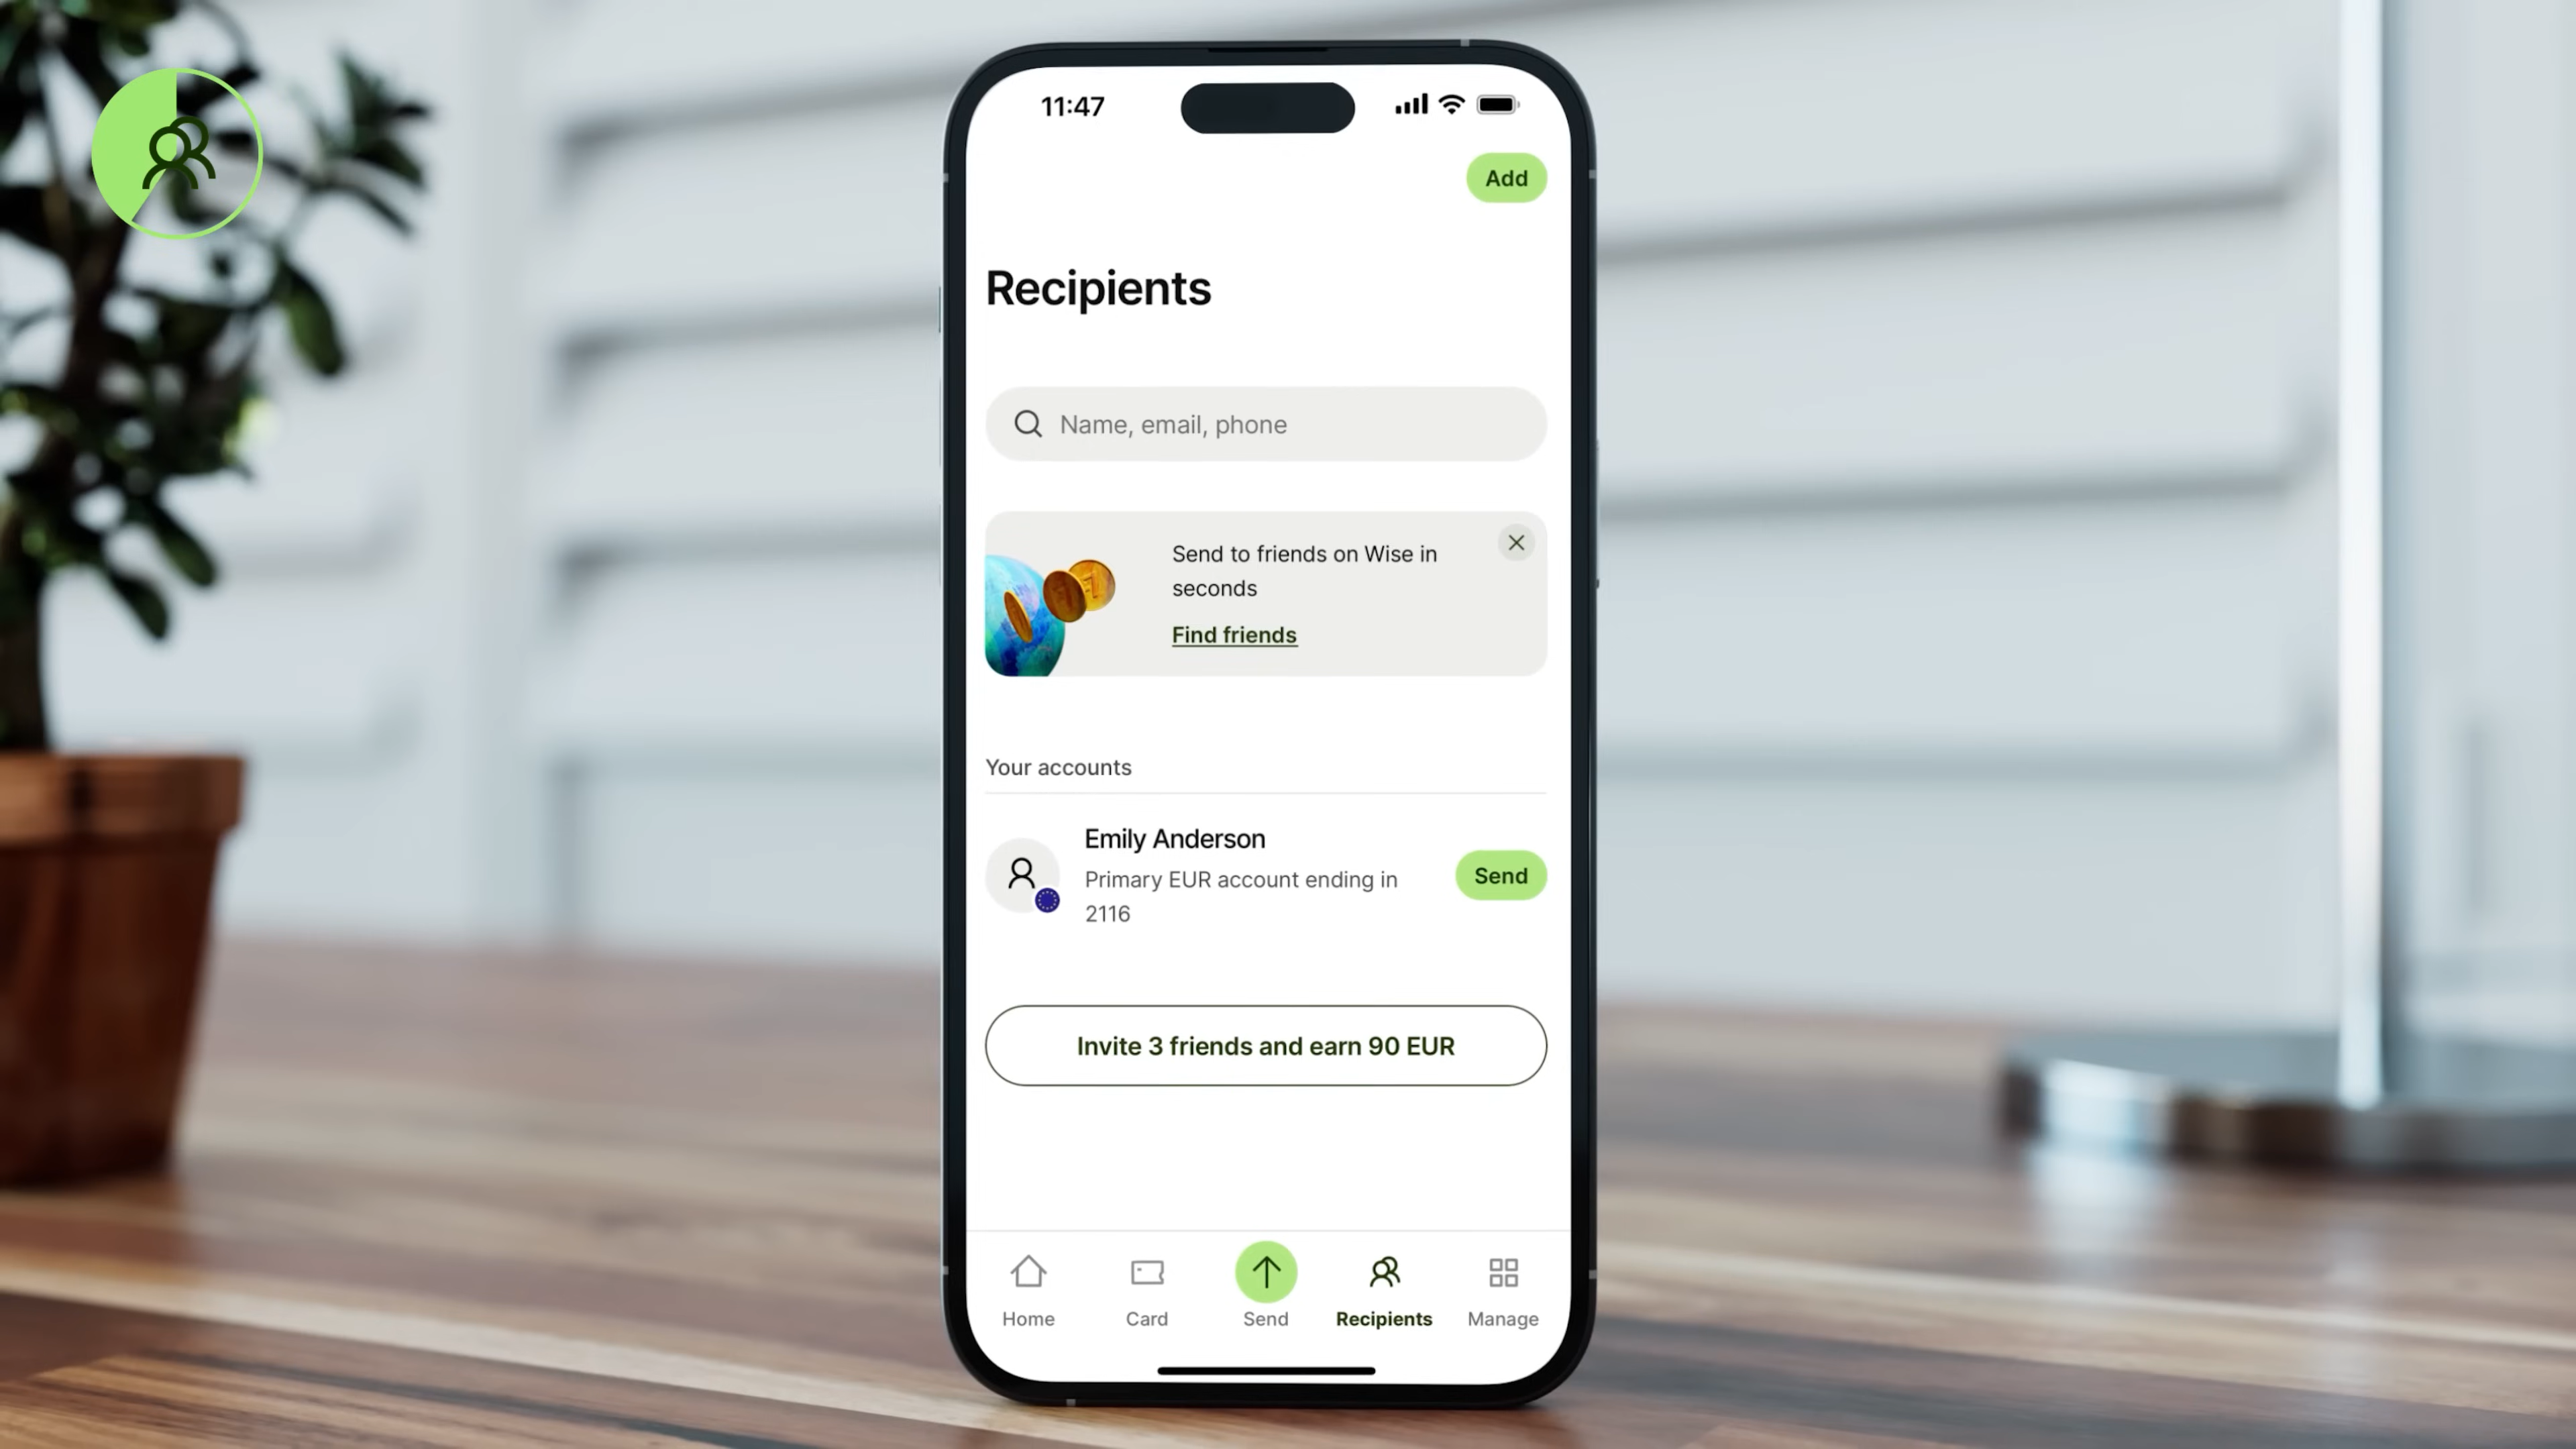 11:47
Add
Recipients
Name, email, phone
Send to friends on Wise in
seconds
Find friends
Your accounts
Emily Anderson
Primary EUR account ending in
2116
Send
Invite 3 friends and earn 90 EUR
Home
Card
Send
Recipients
Manage